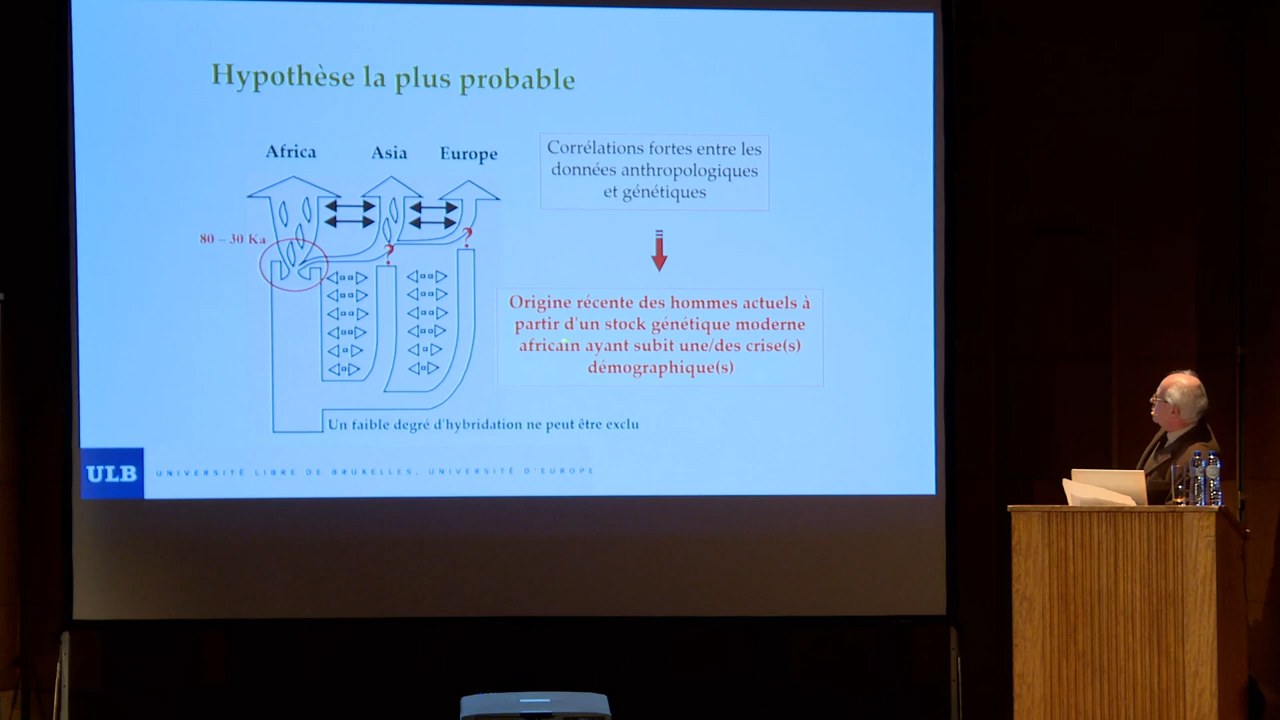 Hypothèse la plus probable
Africa Asia Europe
80 – 30 Ka
?
?
Corrélations fortes entre les
données anthropologiques
et génétiques
Origine récente des hommes actuels à
partir d'un stock génétique moderne
africain ayant subit une/des crise(s)
démographique(s)
Un faible degré d'hybridation ne peut être exclu
ULB
UNIVERSITÉ LIBRE DE BRUXELLES, UNIVERSITÉ D'EUROPE